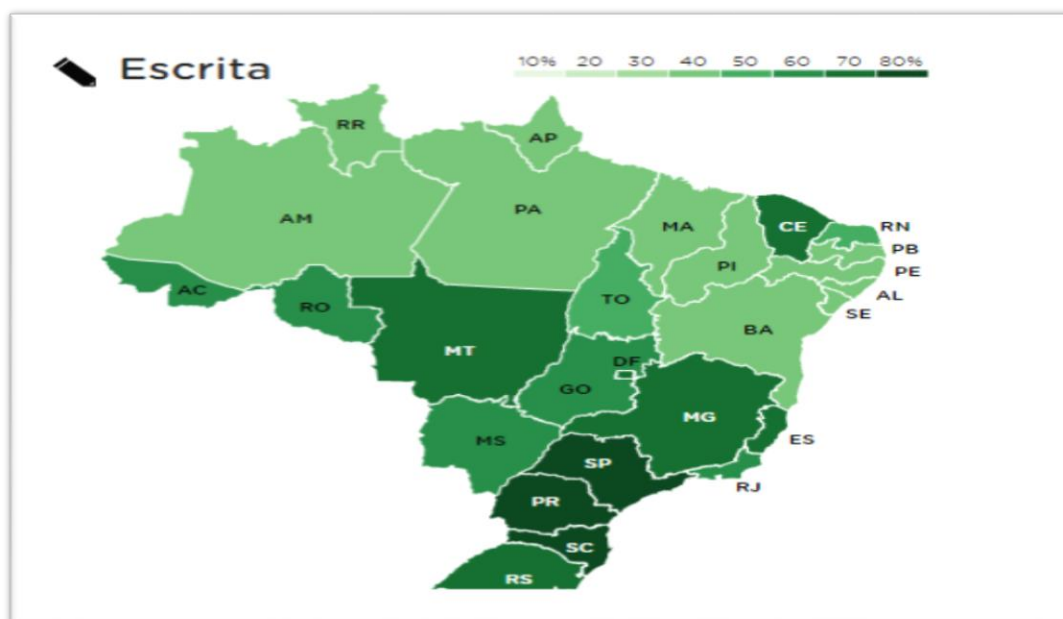 Escrita
10% 20 30 40 50 60 70 80%
RR
AP
AM
PA
MA
CE
RN
PB
PI
PE
AC
TO
AL
RO
SE
BA
MT
DF
GO
MG
MS
ES
SP
RJ
PR
SC
RS